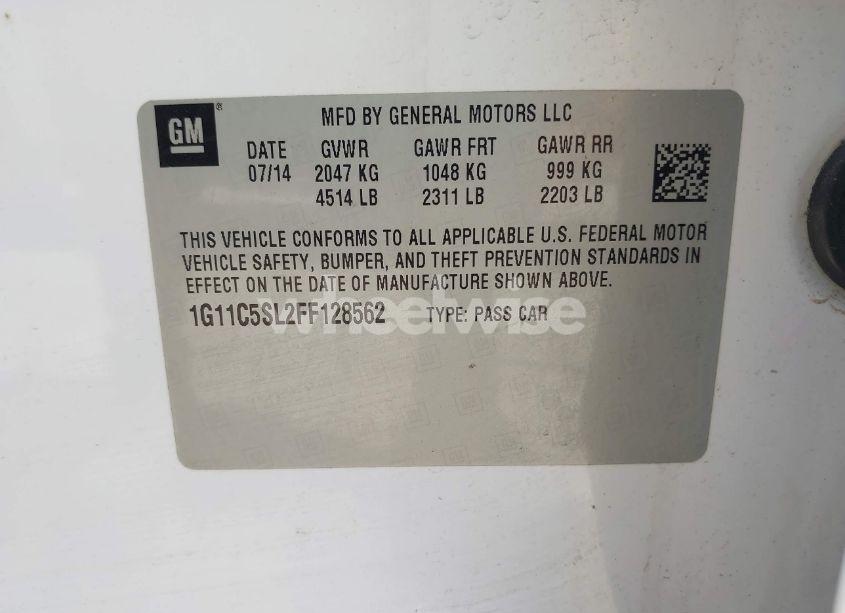 GM®
MFD BY GENERAL MOTORS LLC
DATE GVWR GAWR FRT GAWR RR
07/14 2047 KG 1048 KG 999 KG
4514 LB 2311 LB 2203 LB
THIS VEHICLE CONFORMS TO ALL APPLICABLE U.S. FEDERAL MOTOR
VEHICLE SAFETY, BUMPER, AND THEFT PREVENTION STANDARDS IN
EFFECT ON THE DATE OF MANUFACTURE SHOWN ABOVE.
1G11C5SL2FF128562 TYPE: PASS CAR
wheelwise